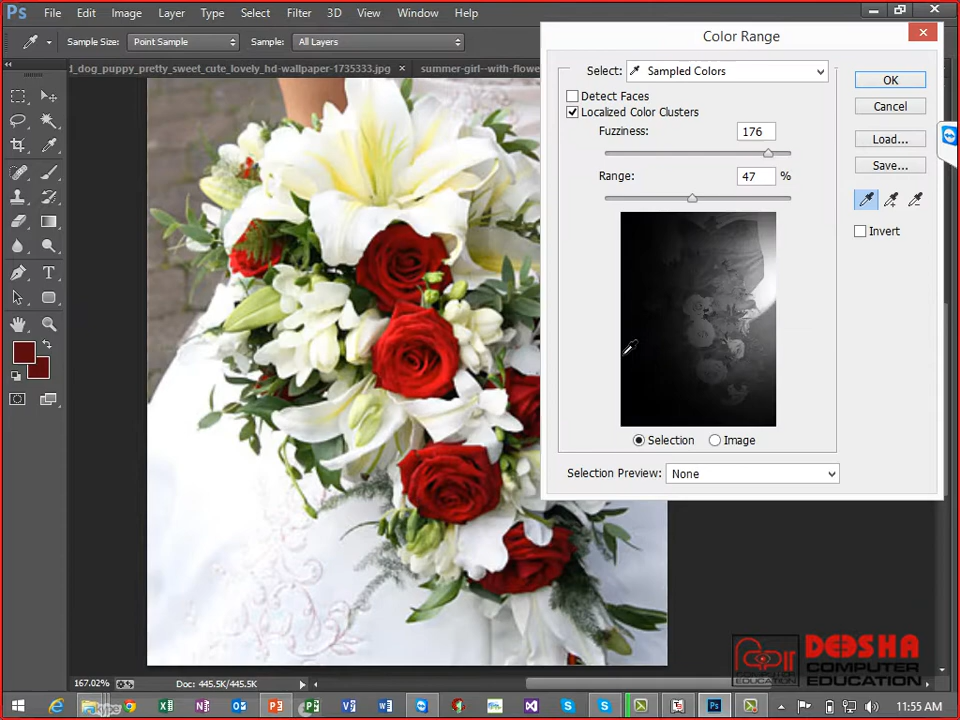 Ps File Edit Image Layer Type Select Filter 3D View Window Help
Sample Size: Point Sample Sample: All Layers
1_dog_puppy_pretty_sweet_cute_lovely_hd-wallpaper-1735333.jpg × summer-girl--with-flowe
Color Range
Select: Sampled Colors
Detect Faces
Localized Color Clusters
Fuzziness: 176
Range: 47 %
OK
Cancel
Load...
Save...
Invert
Selection Image
Selection Preview: None
167.02% Doc: 445.5K/445.5K
DEESHA
COMPUTER
EDUCATION
EDUCATION
Skype
11:55 AM